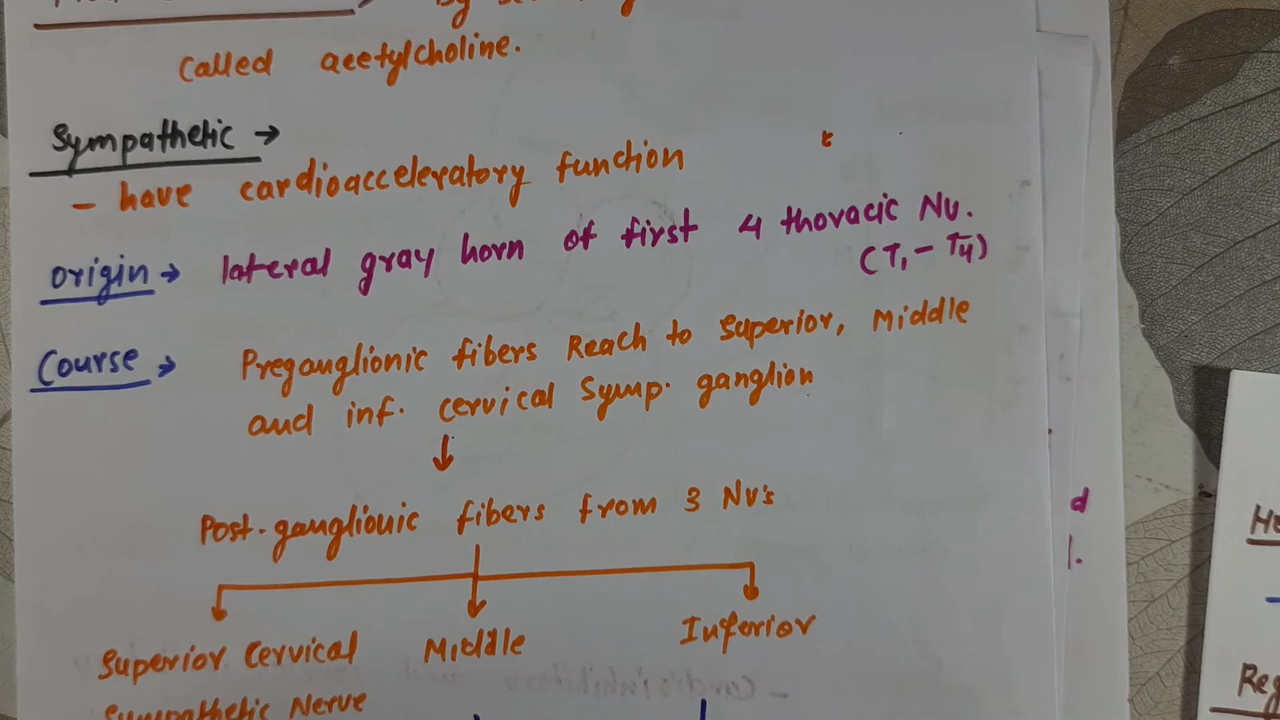 by
called acetylcholine.
Sympathetic →
- have cardioacceleratory function
origin → lateral gray horn of first 4 thoracic Nv.
(T1 - T4)
Course → Preganglionic fibers Reach to superior, Middle
and inf. cervical Symp. ganglion
↓
Post-ganglionic fibers from 3 Nv's
Superior Cervical Middle Inferior
Sympathetic Nerve
d
l.
Reg